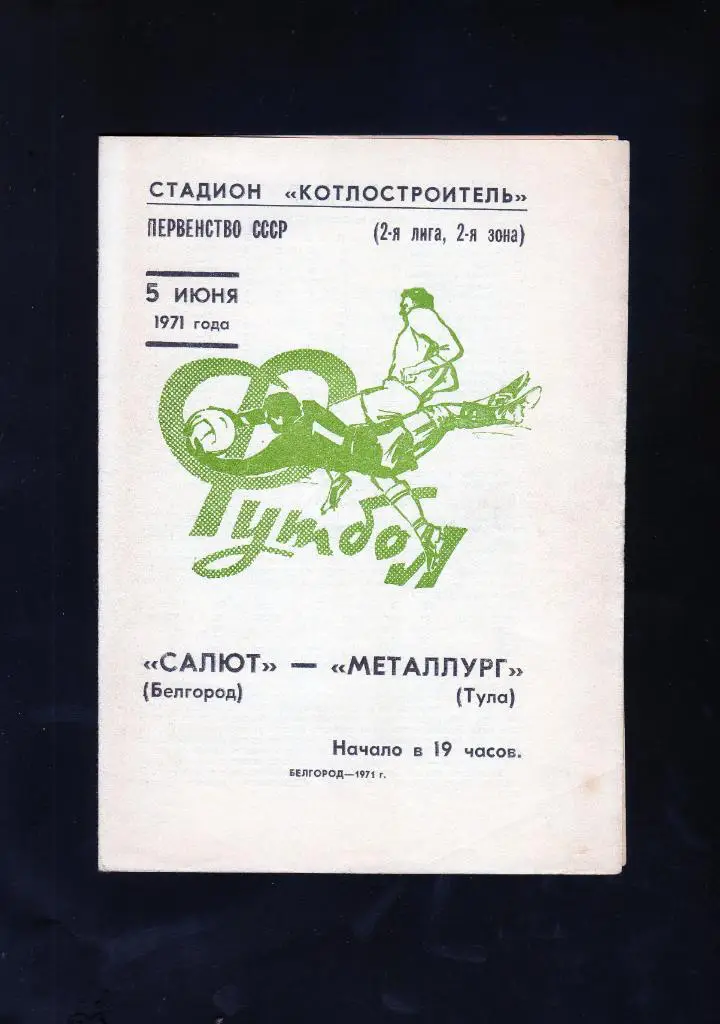 СТАДИОН «КОТЛОСТРОИТЕЛЬ»
ПЕРВЕНСТВО СССР (2-я лига, 2-я зона)
5 ИЮНЯ
1971 года
Футбол
«САЛЮТ» — «МЕТАЛЛУРГ»
(Белгород) (Тула)
Начало в 19 часов.
БЕЛГОРОД—1971 г.